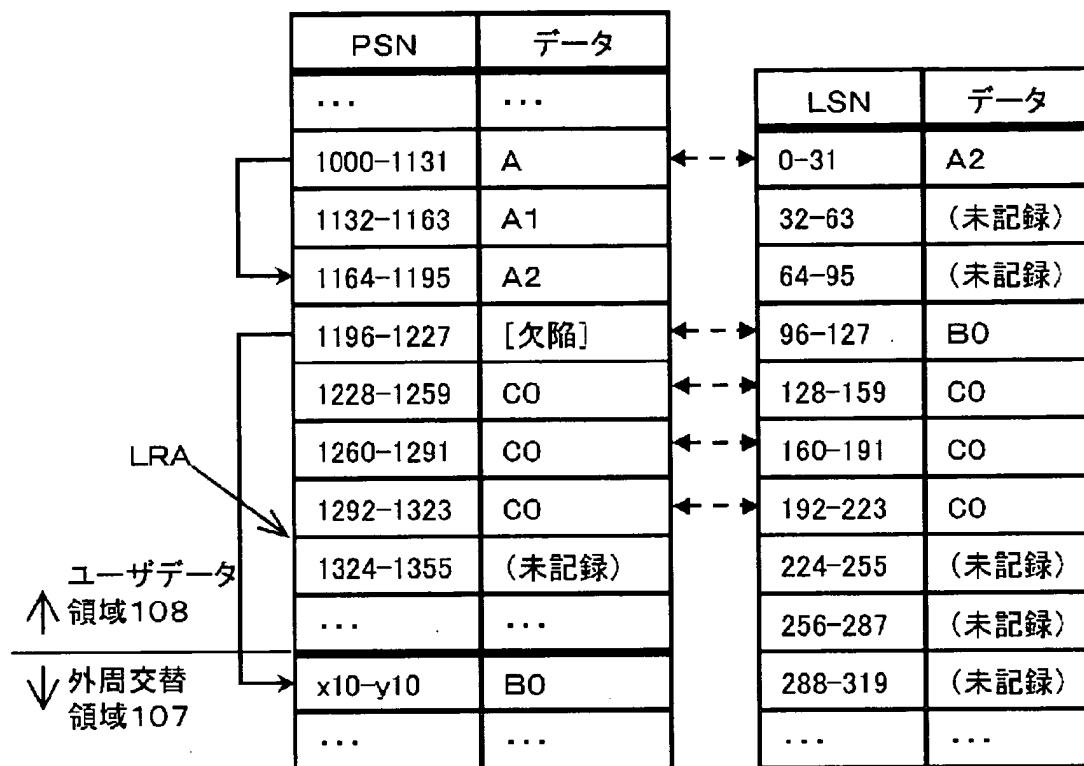 PSN データ
... ...
1000-1131 A
1132-1163 A1
1164-1195 A2
1196-1227 [欠陥]
1228-1259 C0
1260-1291 C0
1292-1323 C0
1324-1355 (未記録)
... ...
x10-y10 B0
... ...
LSN データ
0-31 A2
32-63 (未記録)
64-95 (未記録)
96-127 B0
128-159 C0
160-191 C0
192-223 C0
224-255 (未記録)
256-287 (未記録)
288-319 (未記録)
... ...
LRA
ユーザデータ
領域108
外周交替
領域107